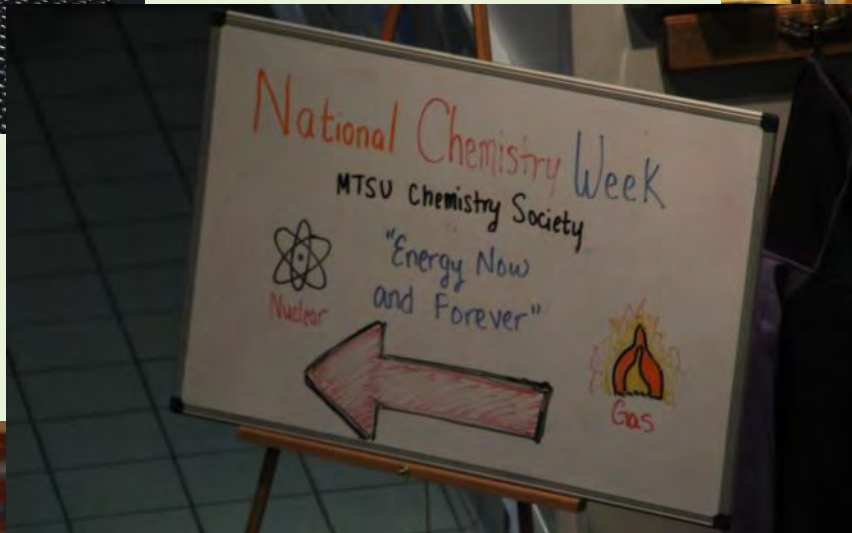 National Chemistry Week
MTSU Chemistry Society
"Energy Now
and Forever"
Nuclear
Gas